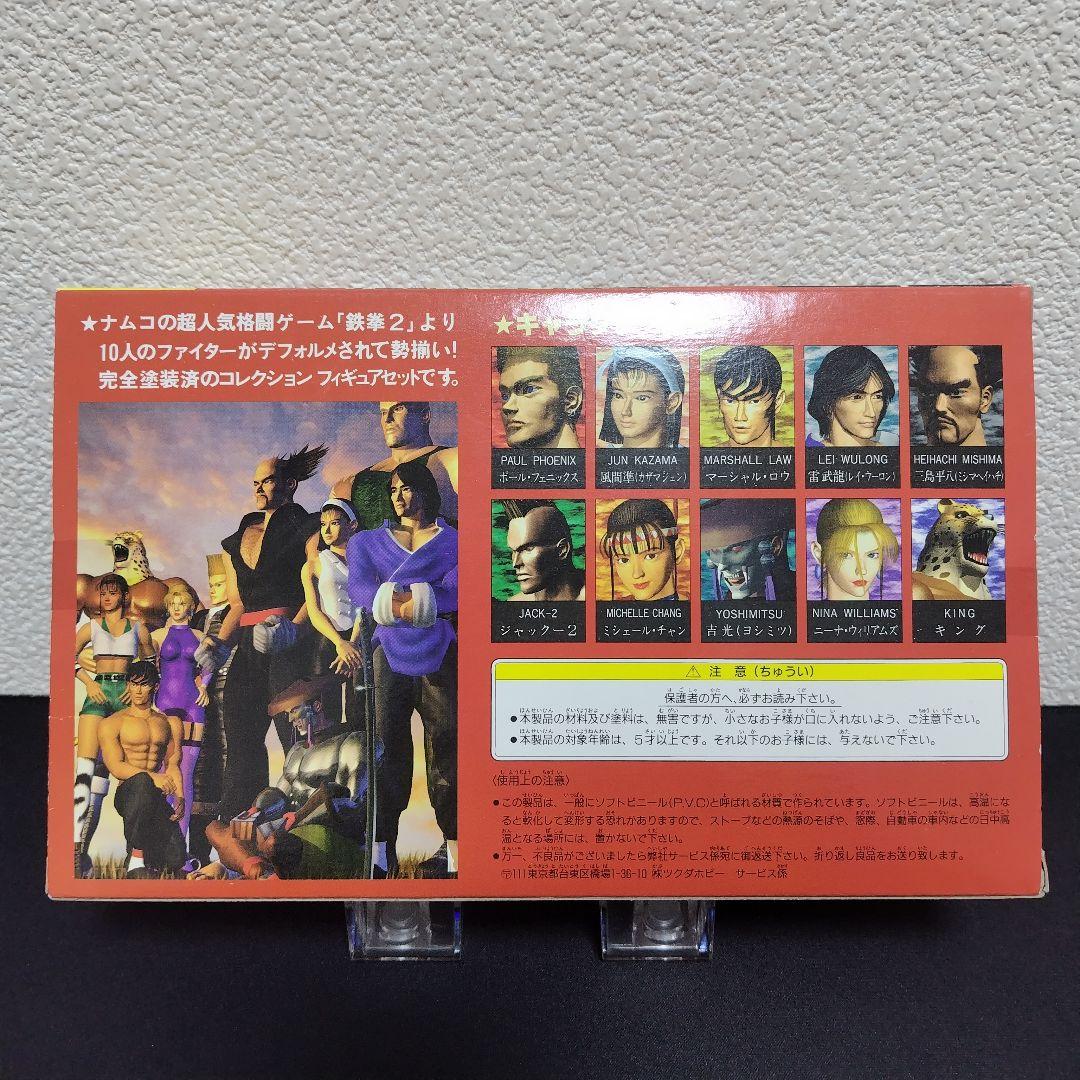 ★ナムコの超人気格闘ゲーム「鉄拳2」より
10人のファイターがデフォルメされて勢揃い!
完全塗装済のコレクション フィギュアセットです。
★キャラ
PAUL PHOENIX
ポール・フェニックス
JUN KAZAMA
風間準(カザマジュン)
MARSHALL LAW
マーシャル・ロウ
LEI WULONG
雷武龍(レイ・ウーロン)
HEIHACHI MISHIMA
三島平八(ミシマヘイハチ)
JACK-2
ジャック-2
MICHELLE CHANG
ミシェール・チャン
YOSHIMITSU
吉光(ヨシミツ)
NINA WILLIAMS
ニーナ・ウィリアムズ
KING
キング
⚠ 注意(ちゅうい)
保護者の方へ、必ずお読み下さい。
●本製品の材料及び塗料は、無害ですが、小さなお子様が口に入れないよう、ご注意下さい。
●本製品の対象年齢は、5才以上です。それ以下のお子様には、与えないで下さい。
〈使用上の注意〉
●この製品は、一般にソフトビニール(P.V.C)と呼ばれる材質で作られています。ソフトビニールは、高温にな
ると軟化して変形する恐れがありますので、ストーブなどの熱源のそばや、窓際、自動車の車内などの日中高
温となる場所には、置かないで下さい。
●万一、不良品がございましたら弊社サービス係宛に御返送下さい。折り返し良品をお送り致します。
〒111 東京都台東区橋場1-36-10 ㈱ツクダホビー サービス係